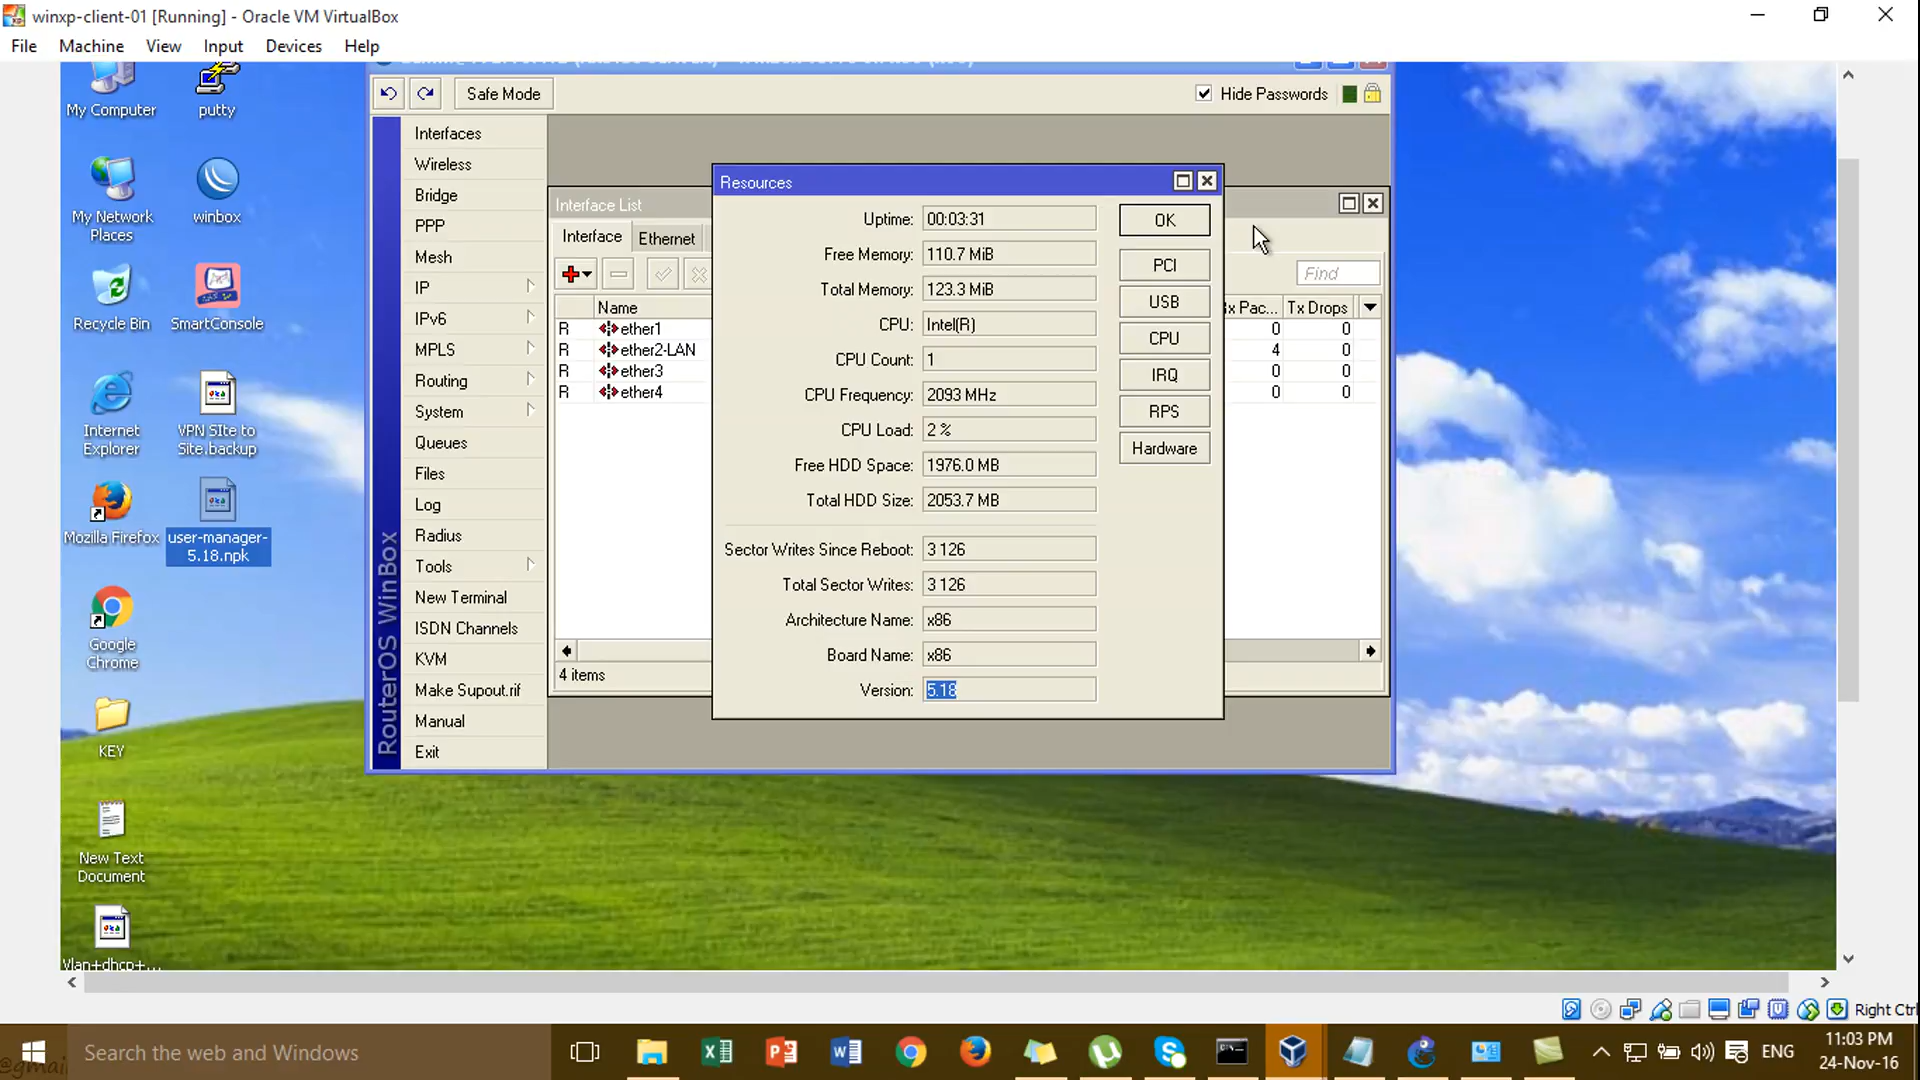 winxp-client-01 [Running] - Oracle VM VirtualBox
File Machine View Input Devices Help
My Computer
putty
My Network
Places
winbox
Recycle Bin
SmartConsole
Internet
Explorer
VPN SIte to
Site.backup
Mozilla Firefox
user-manager-
5.18.npk
Google
Chrome
KEY
New Text
Document
Vlan+dhcp+...
Safe Mode
Hide Passwords
RouterOS WinBox
Interfaces
Wireless
Bridge
PPP
Mesh
IP
IPv6
MPLS
Routing
System
Queues
Files
Log
Radius
Tools
New Terminal
ISDN Channels
KVM
Make Supout.rif
Manual
Exit
Interface List
Interface Ethernet
Find
Name
Pac... Tx Drops
R ether1 0 0
R ether2-LAN 4 0
R ether3 0 0
R ether4 0 0
4 items
Resources
Uptime: 00:03:31
Free Memory: 110.7 MiB
Total Memory: 123.3 MiB
CPU: Intel(R)
CPU Count: 1
CPU Frequency: 2093 MHz
CPU Load: 2 %
Free HDD Space: 1976.0 MB
Total HDD Size: 2053.7 MB
Sector Writes Since Reboot: 3 126
Total Sector Writes: 3 126
Architecture Name: x86
Board Name: x86
Version: 5.18
OK
PCI
USB
CPU
IRQ
RPS
Hardware
Right Ctrl
Search the web and Windows
ENG
11:03 PM
24-Nov-16